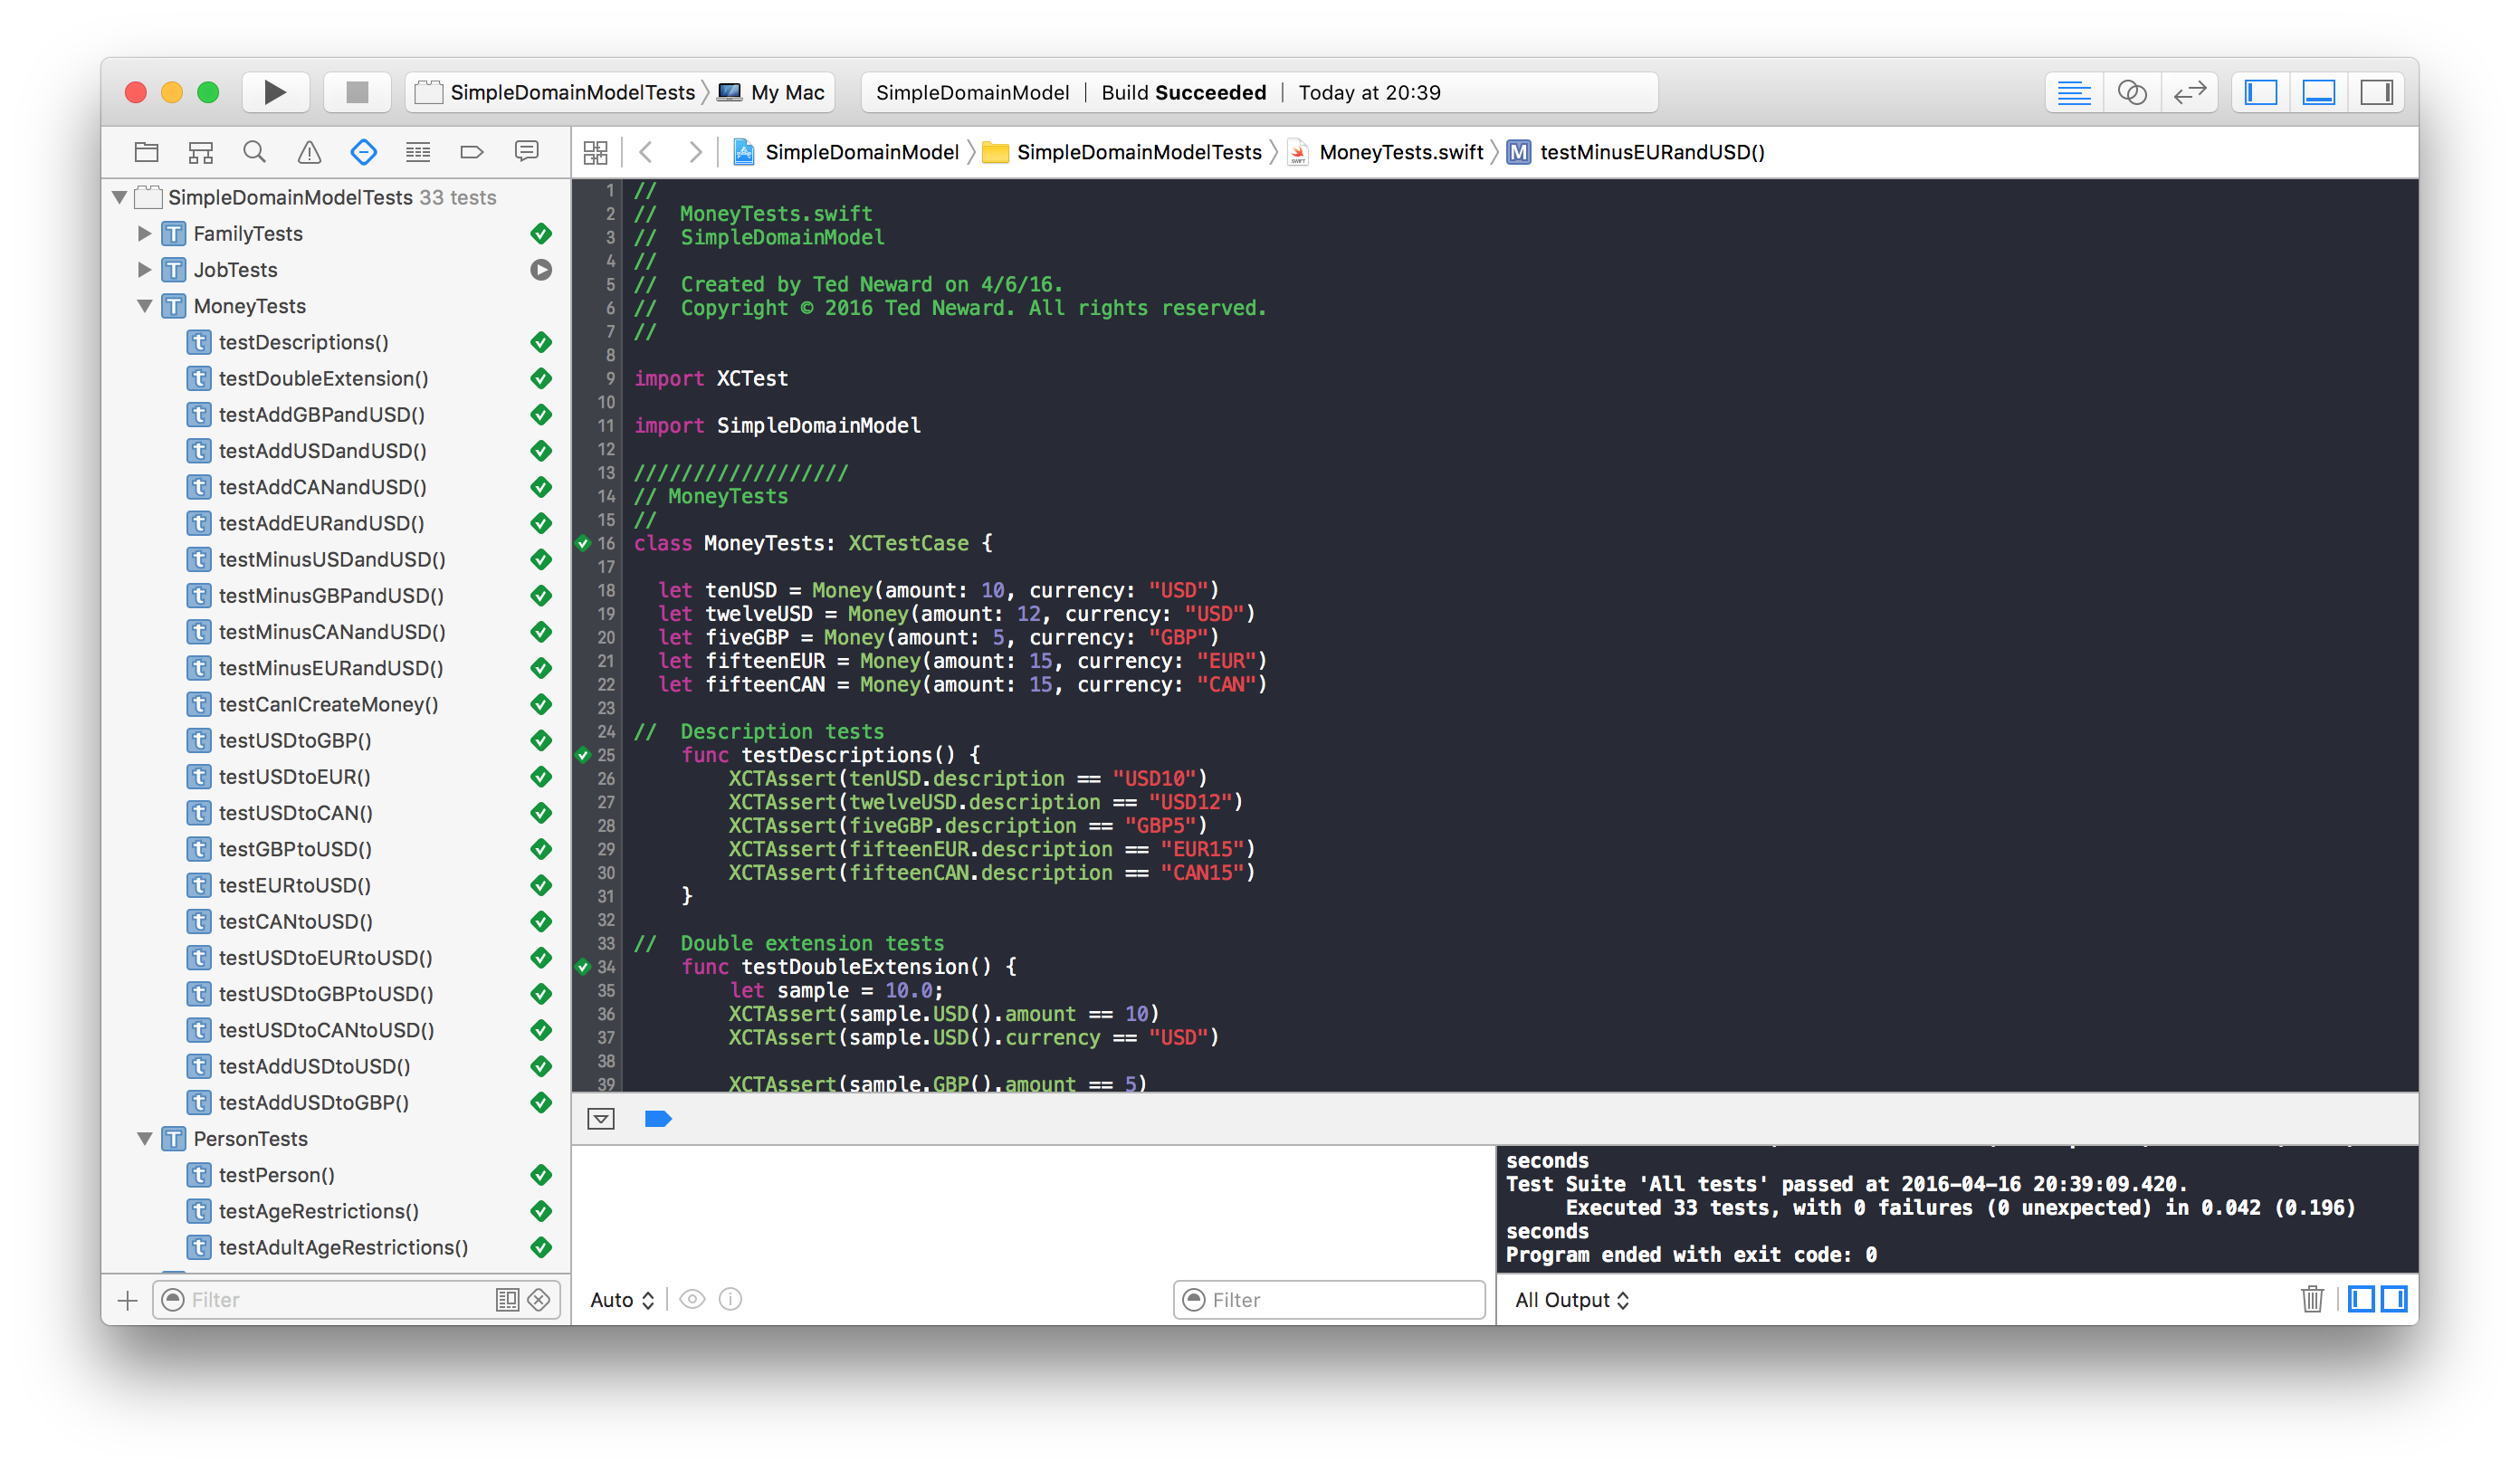 SimpleDomainModelTests My Mac
SimpleDomainModel | Build Succeeded | Today at 20:39
SimpleDomainModel SimpleDomainModelTests MoneyTests.swift M testMinusEURandUSD()
SimpleDomainModelTests 33 tests
T FamilyTests
T JobTests
T MoneyTests
t testDescriptions()
t testDoubleExtension()
t testAddGBPandUSD()
t testAddUSDandUSD()
t testAddCANandUSD()
t testAddEURandUSD()
t testMinusUSDandUSD()
t testMinusGBPandUSD()
t testMinusCANandUSD()
t testMinusEURandUSD()
t testCanICreateMoney()
t testUSDtoGBP()
t testUSDtoEUR()
t testUSDtoCAN()
t testGBPtoUSD()
t testEURtoUSD()
t testCANtoUSD()
t testUSDtoEURtoUSD()
t testUSDtoGBPtoUSD()
t testUSDtoCANtoUSD()
t testAddUSDtoUSD()
t testAddUSDtoGBP()
T PersonTests
t testPerson()
t testAgeRestrictions()
t testAdultAgeRestrictions()
Filter
1 //
2 //  MoneyTests.swift
3 //  SimpleDomainModel
4 //
5 //  Created by Ted Neward on 4/6/16.
6 //  Copyright © 2016 Ted Neward. All rights reserved.
7 //
8
9 import XCTest
10
11 import SimpleDomainModel
12
13 //////////////////
14 // MoneyTests
15 //
16 class MoneyTests: XCTestCase {
17
18   let tenUSD = Money(amount: 10, currency: "USD")
19   let twelveUSD = Money(amount: 12, currency: "USD")
20   let fiveGBP = Money(amount: 5, currency: "GBP")
21   let fifteenEUR = Money(amount: 15, currency: "EUR")
22   let fifteenCAN = Money(amount: 15, currency: "CAN")
23
24 //  Description tests
25     func testDescriptions() {
26         XCTAssert(tenUSD.description == "USD10")
27         XCTAssert(twelveUSD.description == "USD12")
28         XCTAssert(fiveGBP.description == "GBP5")
29         XCTAssert(fifteenEUR.description == "EUR15")
30         XCTAssert(fifteenCAN.description == "CAN15")
31     }
32
33 //  Double extension tests
34     func testDoubleExtension() {
35         let sample = 10.0;
36         XCTAssert(sample.USD().amount == 10)
37         XCTAssert(sample.USD().currency == "USD")
38
39         XCTAssert(sample.GBP().amount == 5)
Auto
Filter
seconds
Test Suite 'All tests' passed at 2016-04-16 20:39:09.420.
     Executed 33 tests, with 0 failures (0 unexpected) in 0.042 (0.196)
seconds
Program ended with exit code: 0
All Output